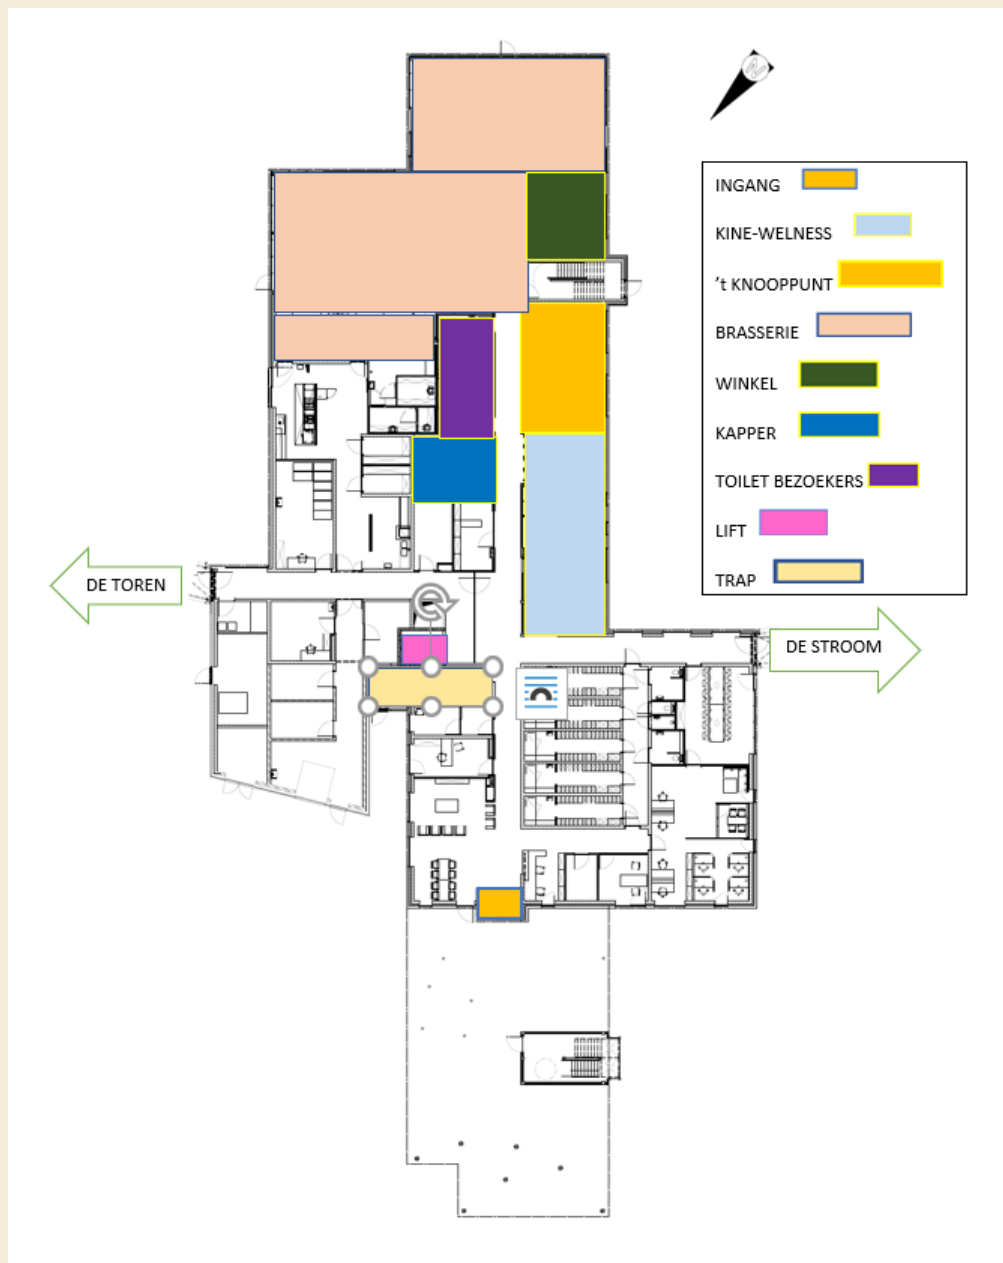 N
INGANG
KINE-WELNESS
't KNOOPPUNT
BRASSERIE
WINKEL
KAPPER
TOILET BEZOEKERS
LIFT
TRAP
DE TOREN
DE STROOM